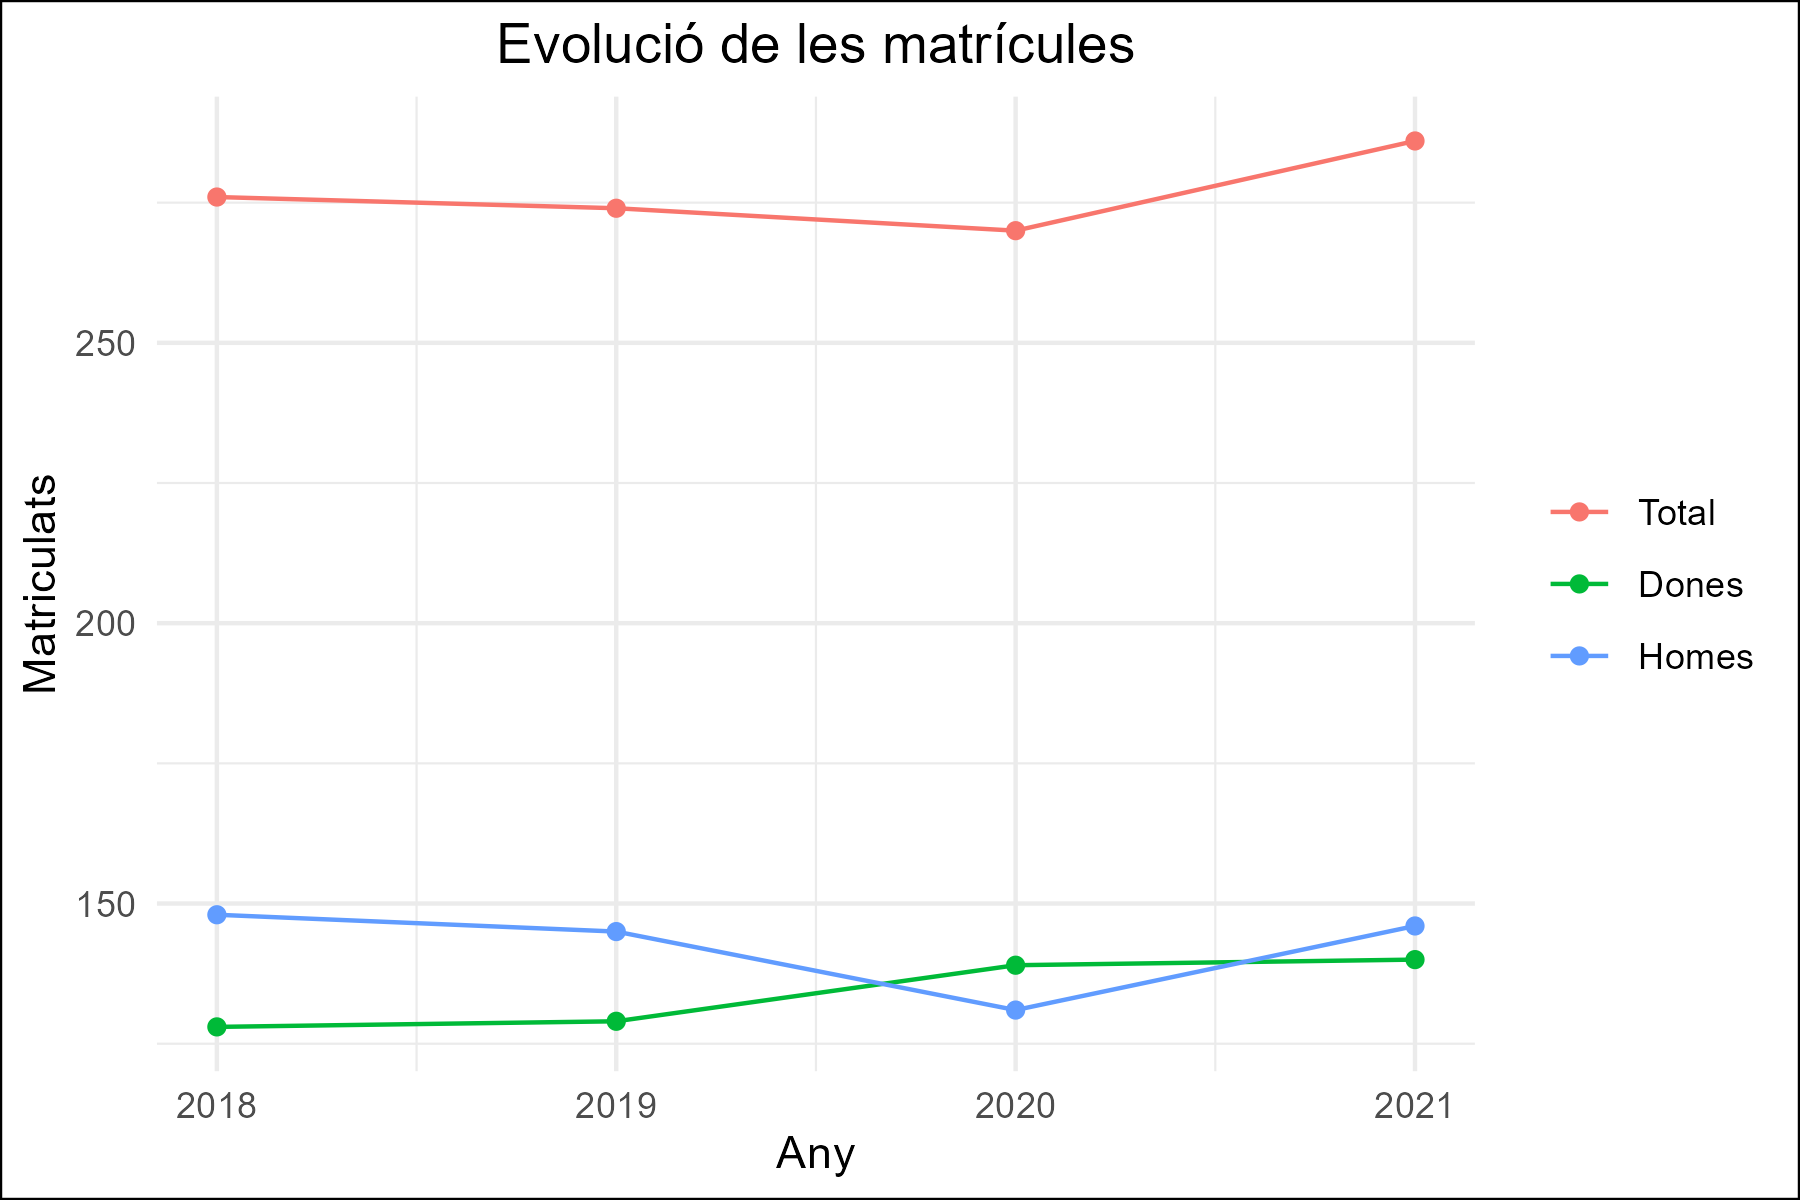 Evolució de les matrícules
Matriculats
250
200
150
2018 2019 2020 2021
Any
Total
Dones
Homes